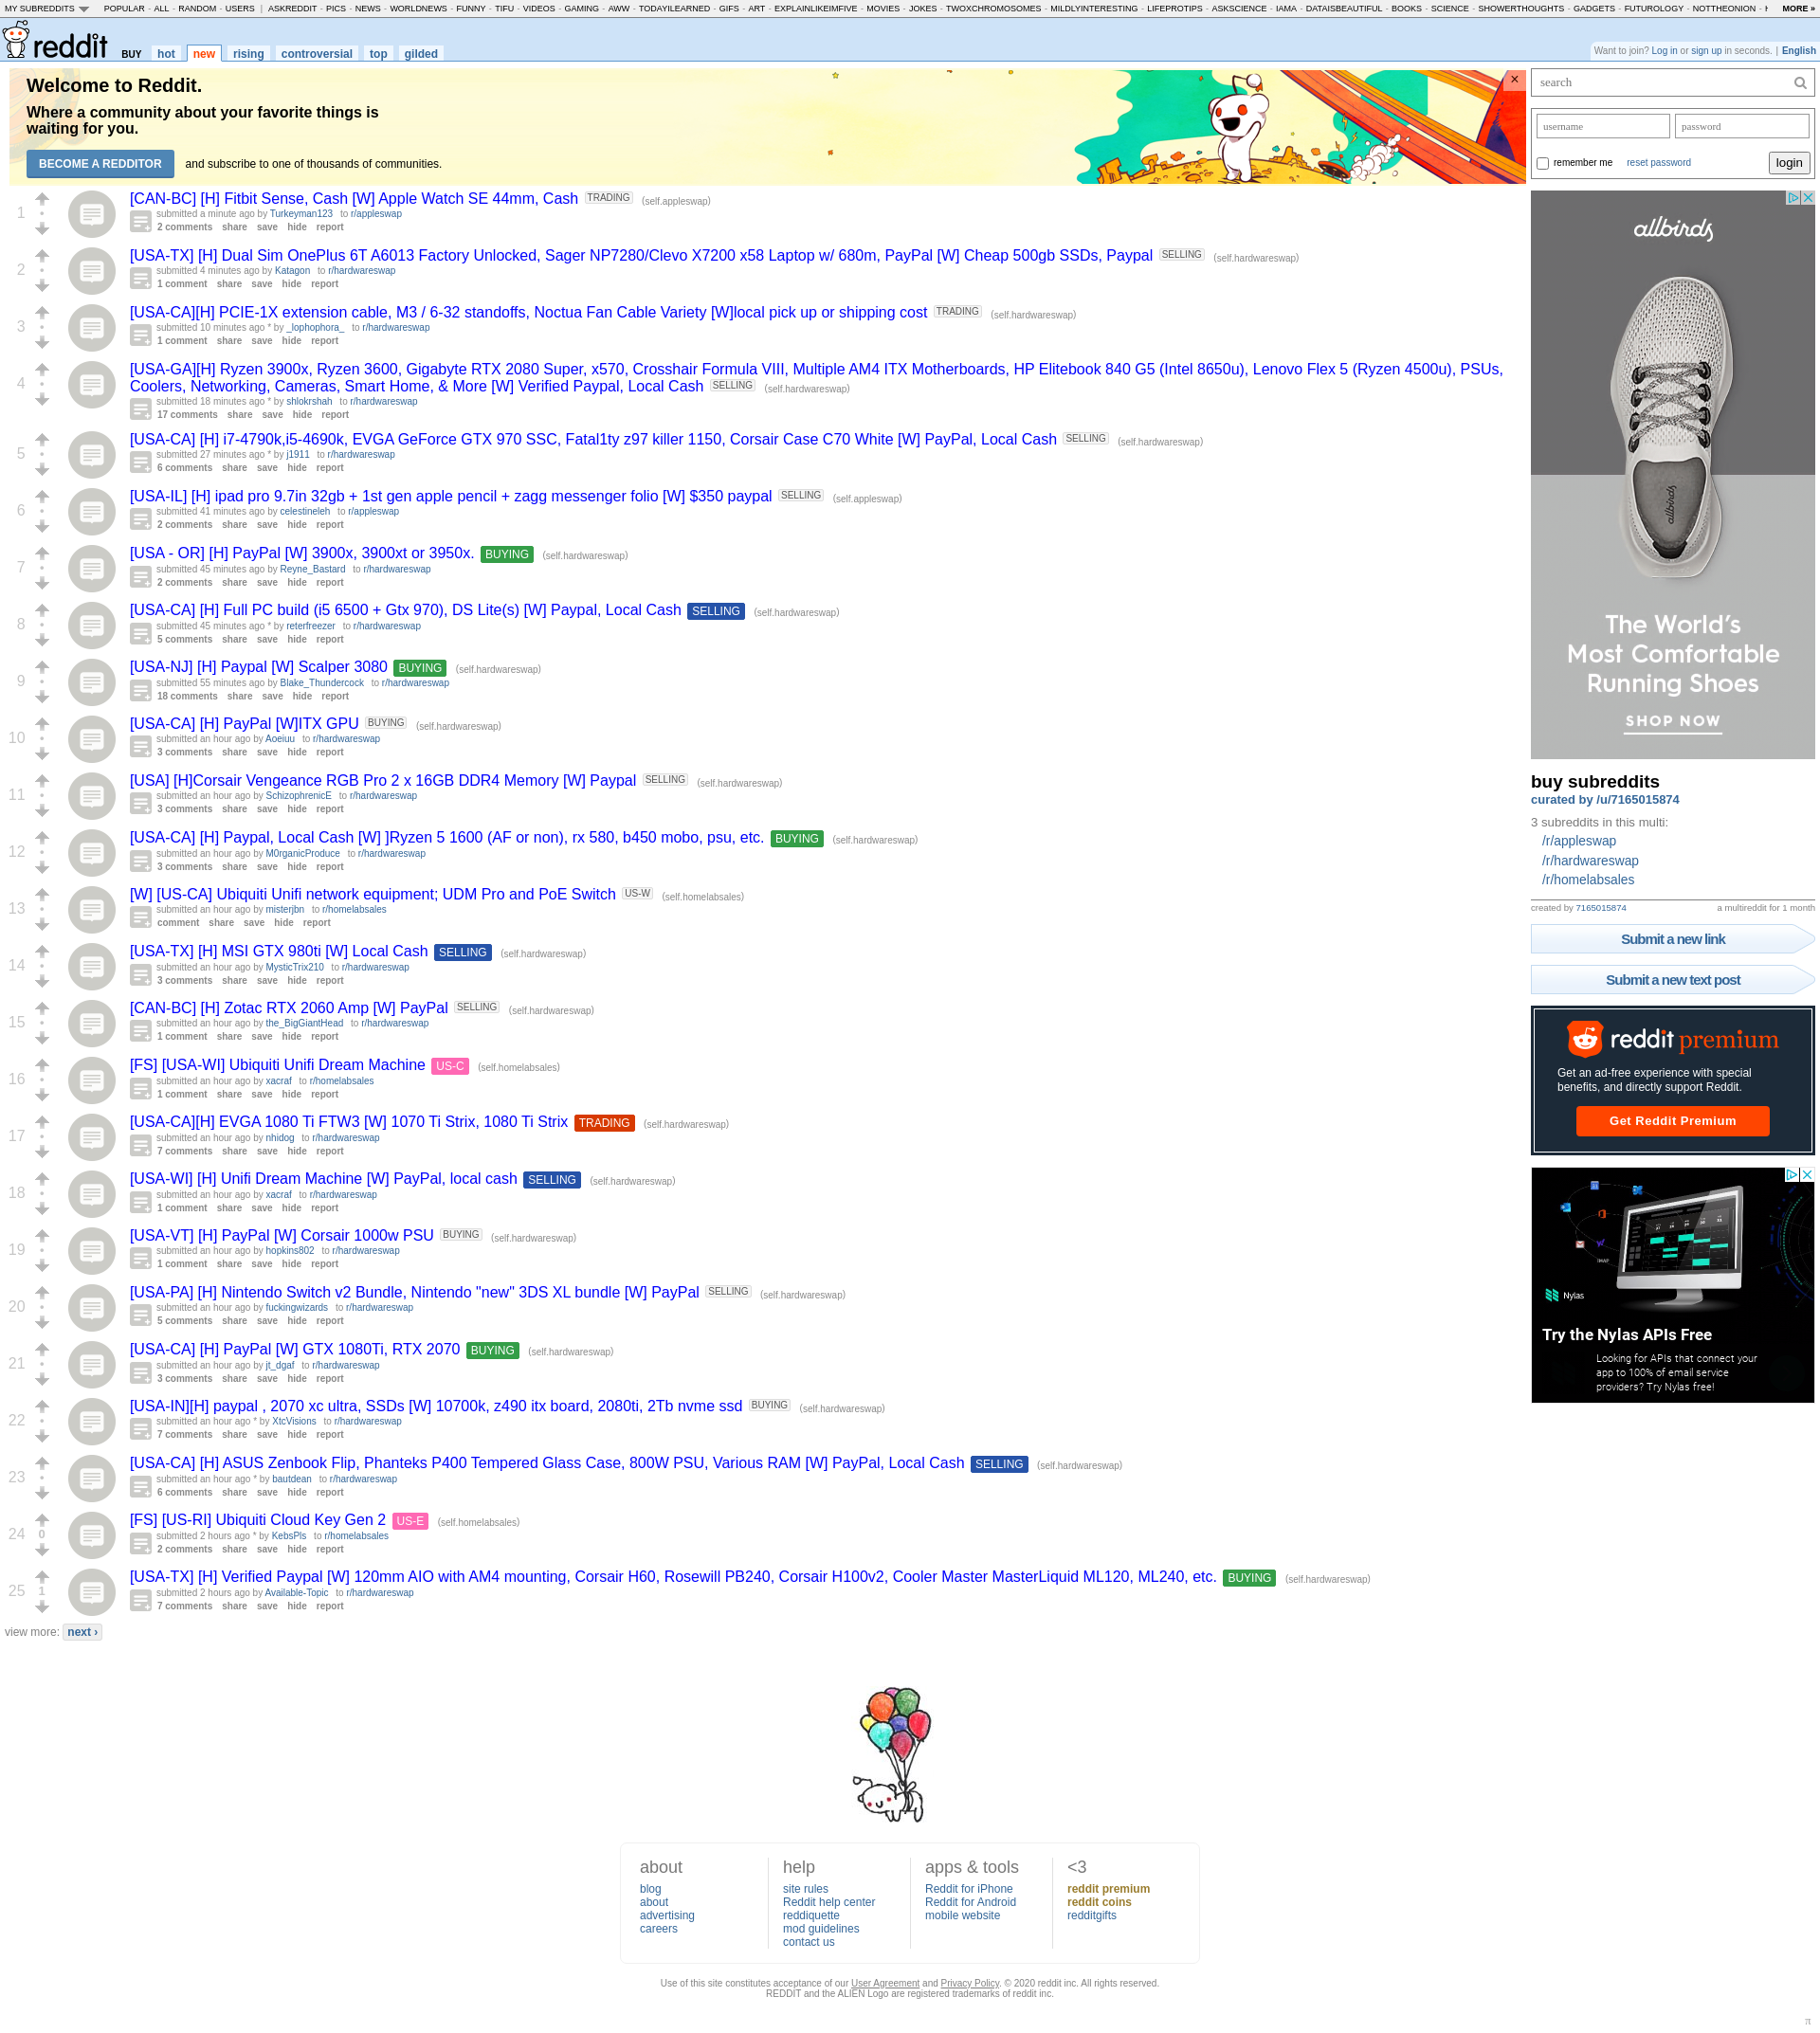 MY SUBREDDITS POPULAR - ALL - RANDOM - USERS | ASKREDDIT - PICS - NEWS - WORLDNEWS - FUNNY - TIFU - VIDEOS - GAMING - AWW - TODAYILEARNED - GIFS - ART - EXPLAINLIKEIMFIVE - MOVIES - JOKES - TWOXCHROMOSOMES - MILDLYINTERESTING - LIFEPROTIPS - ASKSCIENCE - IAMA - DATAISBEAUTIFUL - BOOKS - SCIENCE - SHOWERTHOUGHTS - GADGETS - FUTUROLOGY - NOTTHEONION - MORE »
reddit BUY hot new rising controversial top gilded
Want to join? Log in or sign up in seconds. | English
Welcome to Reddit.
Where a community about your favorite things is
waiting for you.
BECOME A REDDITOR and subscribe to one of thousands of communities.
×
1
[CAN-BC] [H] Fitbit Sense, Cash [W] Apple Watch SE 44mm, Cash TRADING (self.appleswap)
submitted a minute ago by Turkeyman123 to r/appleswap
2 comments share save hide report
2
[USA-TX] [H] Dual Sim OnePlus 6T A6013 Factory Unlocked, Sager NP7280/Clevo X7200 x58 Laptop w/ 680m, PayPal [W] Cheap 500gb SSDs, Paypal SELLING (self.hardwareswap)
submitted 4 minutes ago by Katagon to r/hardwareswap
1 comment share save hide report
3
[USA-CA][H] PCIE-1X extension cable, M3 / 6-32 standoffs, Noctua Fan Cable Variety [W]local pick up or shipping cost TRADING (self.hardwareswap)
submitted 10 minutes ago * by _lophophora_ to r/hardwareswap
1 comment share save hide report
4
[USA-GA][H] Ryzen 3900x, Ryzen 3600, Gigabyte RTX 2080 Super, x570, Crosshair Formula VIII, Multiple AM4 ITX Motherboards, HP Elitebook 840 G5 (Intel 8650u), Lenovo Flex 5 (Ryzen 4500u), PSUs,
Coolers, Networking, Cameras, Smart Home, & More [W] Verified Paypal, Local Cash SELLING (self.hardwareswap)
submitted 18 minutes ago * by shlokrshah to r/hardwareswap
17 comments share save hide report
5
[USA-CA] [H] i7-4790k,i5-4690k, EVGA GeForce GTX 970 SSC, Fatal1ty z97 killer 1150, Corsair Case C70 White [W] PayPal, Local Cash SELLING (self.hardwareswap)
submitted 27 minutes ago * by j1911 to r/hardwareswap
6 comments share save hide report
6
[USA-IL] [H] ipad pro 9.7in 32gb + 1st gen apple pencil + zagg messenger folio [W] $350 paypal SELLING (self.appleswap)
submitted 41 minutes ago by celestineleh to r/appleswap
2 comments share save hide report
7
[USA - OR] [H] PayPal [W] 3900x, 3900xt or 3950x. BUYING (self.hardwareswap)
submitted 45 minutes ago by Reyne_Bastard to r/hardwareswap
2 comments share save hide report
8
[USA-CA] [H] Full PC build (i5 6500 + Gtx 970), DS Lite(s) [W] Paypal, Local Cash SELLING (self.hardwareswap)
submitted 45 minutes ago * by reterfreezer to r/hardwareswap
5 comments share save hide report
9
[USA-NJ] [H] Paypal [W] Scalper 3080 BUYING (self.hardwareswap)
submitted 55 minutes ago by Blake_Thundercock to r/hardwareswap
18 comments share save hide report
10
[USA-CA] [H] PayPal [W]ITX GPU BUYING (self.hardwareswap)
submitted an hour ago by Aoeiuu to r/hardwareswap
3 comments share save hide report
11
[USA] [H]Corsair Vengeance RGB Pro 2 x 16GB DDR4 Memory [W] Paypal SELLING (self.hardwareswap)
submitted an hour ago by SchizophrenicE to r/hardwareswap
3 comments share save hide report
12
[USA-CA] [H] Paypal, Local Cash [W] ]Ryzen 5 1600 (AF or non), rx 580, b450 mobo, psu, etc. BUYING (self.hardwareswap)
submitted an hour ago by M0rganicProduce to r/hardwareswap
3 comments share save hide report
13
[W] [US-CA] Ubiquiti Unifi network equipment; UDM Pro and PoE Switch US-W (self.homelabsales)
submitted an hour ago by misterjbn to r/homelabsales
comment share save hide report
14
[USA-TX] [H] MSI GTX 980ti [W] Local Cash SELLING (self.hardwareswap)
submitted an hour ago by MysticTrix210 to r/hardwareswap
3 comments share save hide report
15
[CAN-BC] [H] Zotac RTX 2060 Amp [W] PayPal SELLING (self.hardwareswap)
submitted an hour ago by the_BigGiantHead to r/hardwareswap
1 comment share save hide report
16
[FS] [USA-WI] Ubiquiti Unifi Dream Machine US-C (self.homelabsales)
submitted an hour ago by xacraf to r/homelabsales
1 comment share save hide report
17
[USA-CA][H] EVGA 1080 Ti FTW3 [W] 1070 Ti Strix, 1080 Ti Strix TRADING (self.hardwareswap)
submitted an hour ago by nhidog to r/hardwareswap
7 comments share save hide report
18
[USA-WI] [H] Unifi Dream Machine [W] PayPal, local cash SELLING (self.hardwareswap)
submitted an hour ago by xacraf to r/hardwareswap
1 comment share save hide report
19
[USA-VT] [H] PayPal [W] Corsair 1000w PSU BUYING (self.hardwareswap)
submitted an hour ago by hopkins802 to r/hardwareswap
1 comment share save hide report
20
[USA-PA] [H] Nintendo Switch v2 Bundle, Nintendo "new" 3DS XL bundle [W] PayPal SELLING (self.hardwareswap)
submitted an hour ago by fuckingwizards to r/hardwareswap
5 comments share save hide report
21
[USA-CA] [H] PayPal [W] GTX 1080Ti, RTX 2070 BUYING (self.hardwareswap)
submitted an hour ago by jt_dgaf to r/hardwareswap
3 comments share save hide report
22
[USA-IN][H] paypal , 2070 xc ultra, SSDs [W] 10700k, z490 itx board, 2080ti, 2Tb nvme ssd BUYING (self.hardwareswap)
submitted an hour ago * by XtcVisions to r/hardwareswap
7 comments share save hide report
23
[USA-CA] [H] ASUS Zenbook Flip, Phanteks P400 Tempered Glass Case, 800W PSU, Various RAM [W] PayPal, Local Cash SELLING (self.hardwareswap)
submitted an hour ago * by bautdean to r/hardwareswap
6 comments share save hide report
24 0
[FS] [US-RI] Ubiquiti Cloud Key Gen 2 US-E (self.homelabsales)
submitted 2 hours ago * by KebsPls to r/homelabsales
2 comments share save hide report
25 1
[USA-TX] [H] Verified Paypal [W] 120mm AIO with AM4 mounting, Corsair H60, Rosewill PB240, Corsair H100v2, Cooler Master MasterLiquid ML120, ML240, etc. BUYING (self.hardwareswap)
submitted 2 hours ago by Available-Topic to r/hardwareswap
7 comments share save hide report
view more: next ›
search
username password
remember me reset password login
allbirds
allbirds
The World's
Most Comfortable
Running Shoes
SHOP NOW
buy subreddits
curated by /u/7165015874
3 subreddits in this multi:
/r/appleswap
/r/hardwareswap
/r/homelabsales
created by 7165015874 a multireddit for 1 month
Submit a new link
Submit a new text post
reddit premium
Get an ad-free experience with special
benefits, and directly support Reddit.
Get Reddit Premium
Nylas
Try the Nylas APIs Free
Looking for APIs that connect your
app to 100% of email service
providers? Try Nylas free!
about
blog
about
advertising
careers
help
site rules
Reddit help center
reddiquette
mod guidelines
contact us
apps & tools
Reddit for iPhone
Reddit for Android
mobile website
<3
reddit premium
reddit coins
redditgifts
Use of this site constitutes acceptance of our User Agreement and Privacy Policy. © 2020 reddit inc. All rights reserved.
REDDIT and the ALIEN Logo are registered trademarks of reddit inc.
π